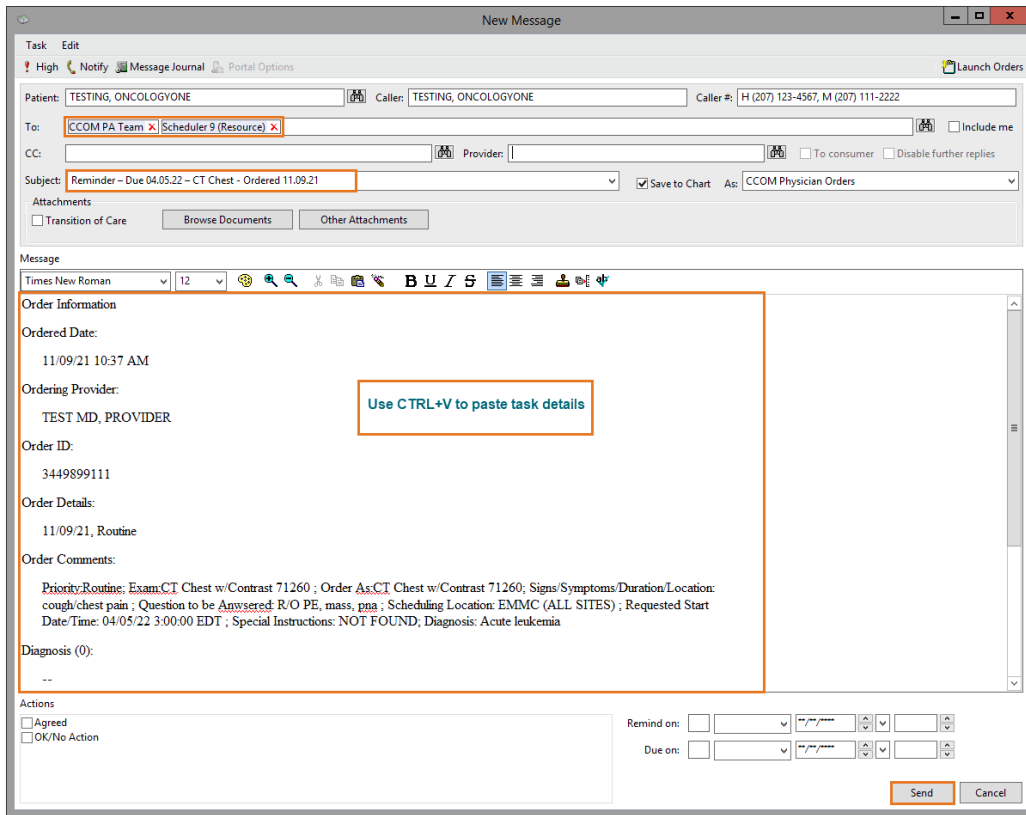 New Message
Task Edit
High Notify Message Journal Portal Options Launch Orders
Patient: TESTING, ONCOLOGYONE Caller: TESTING, ONCOLOGYONE Caller #: H (207) 123-4567, M (207) 111-2222
To: CCOM PA Team Scheduler 9 (Resource) Include me
CC: Provider: To consumer Disable further replies
Subject: Reminder – Due 04.05.22 – CT Chest - Ordered 11.09.21 Save to Chart As: CCOM Physician Orders
Attachments
Transition of Care Browse Documents Other Attachments
Message
Times New Roman 12 B U I S
Order Information
Ordered Date:
11/09/21 10:37 AM
Ordering Provider:
Use CTRL+V to paste task details
TEST MD, PROVIDER
Order ID:
3449899111
Order Details:
11/09/21, Routine
Order Comments:
Priority:Routine; Exam:CT Chest w/Contrast 71260 ; Order As:CT Chest w/Contrast 71260; Signs/Symptoms/Duration/Location:
cough/chest pain ; Question to be Anwsered: R/O PE, mass, pna ; Scheduling Location: EMMC (ALL SITES) ; Requested Start
Date/Time: 04/05/22 3:00:00 EDT ; Special Instructions: NOT FOUND; Diagnosis: Acute leukemia
Diagnosis (0):
--
Actions
Agreed Remind on: **/**/****
OK/No Action Due on: **/**/****
Send Cancel